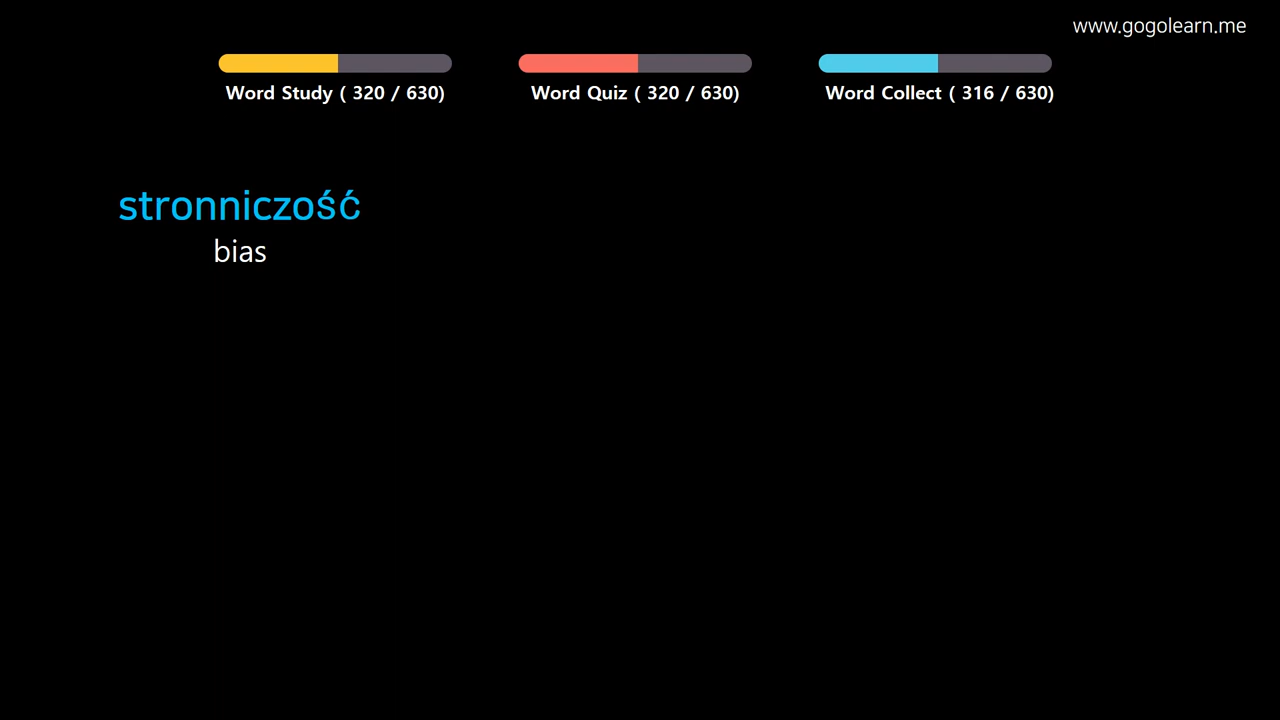 www.gogolearn.me
Word Study ( 320 / 630)
Word Quiz ( 320 / 630)
Word Collect ( 316 / 630)
stronniczość
bias